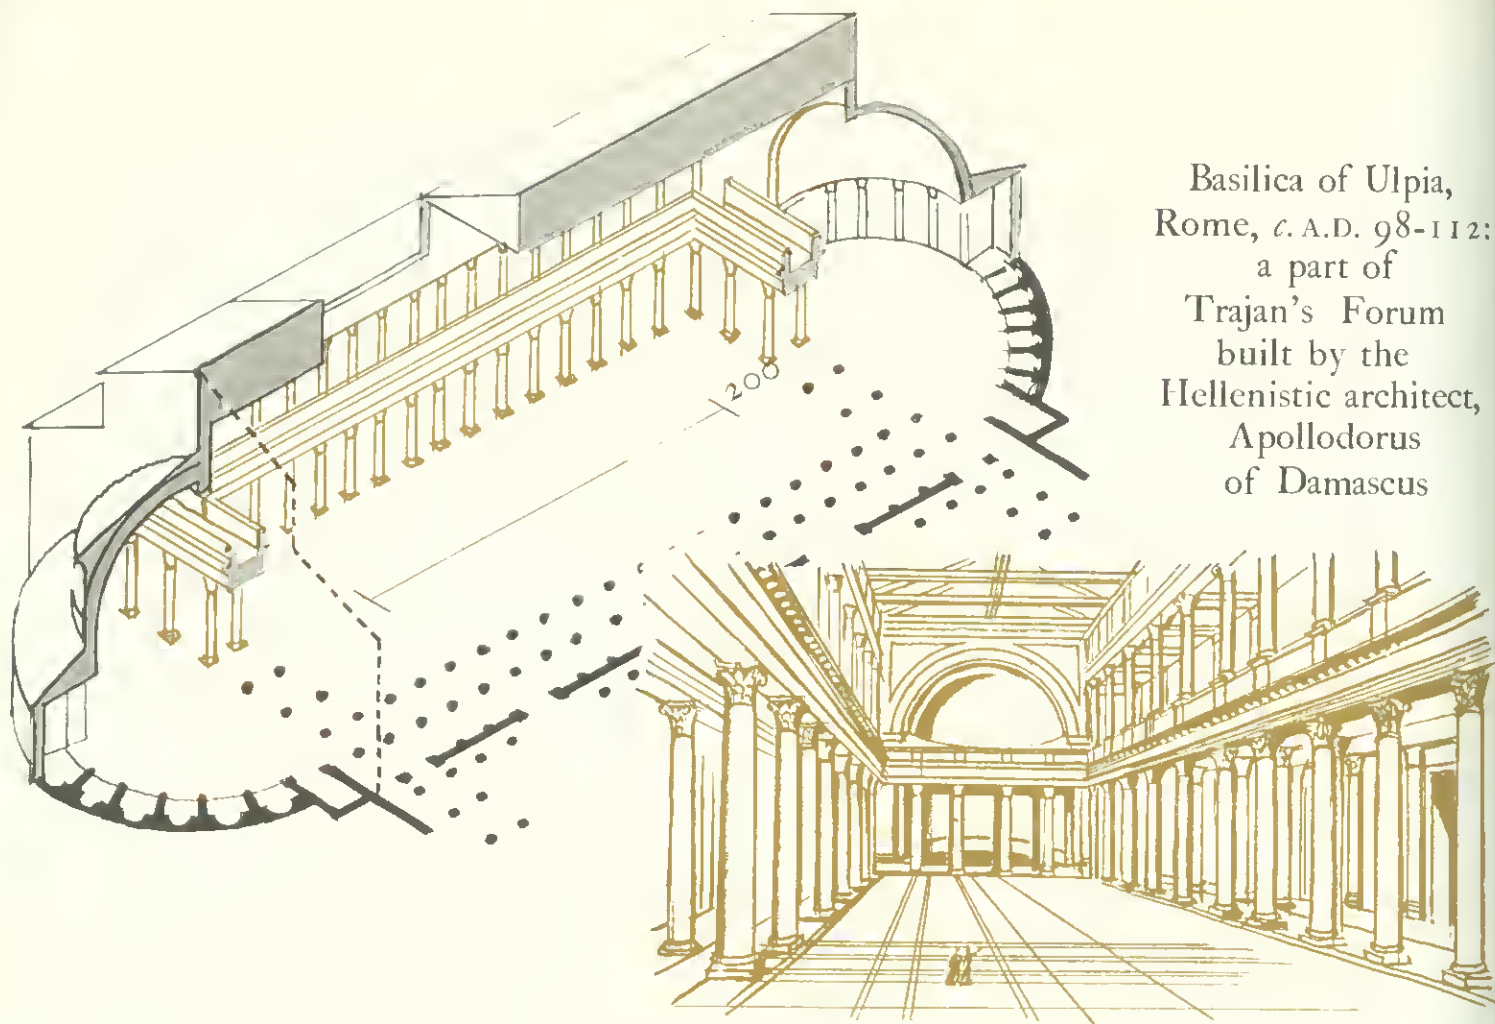 Basilica of Ulpia,
Rome, c. A.D. 98-112:
a part of
Trajan's Forum
built by the
Hellenistic architect,
Apollodorus
of Damascus
200